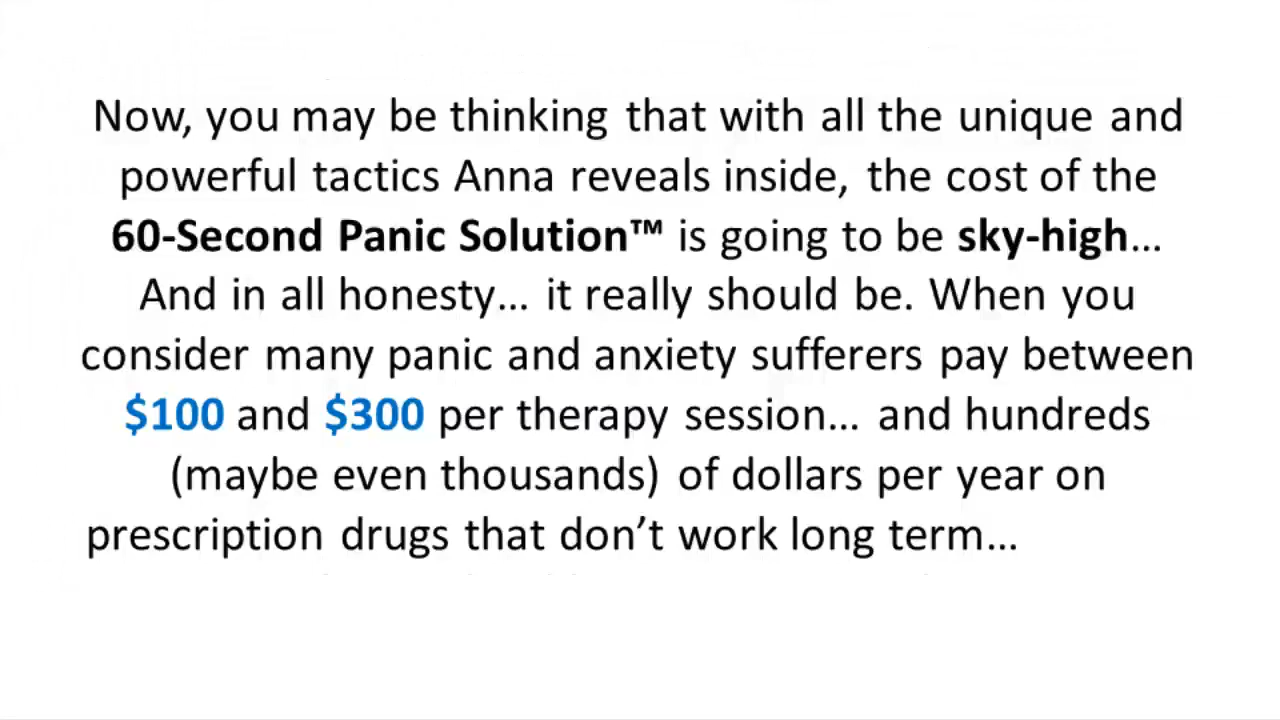 Now, you may be thinking that with all the unique and
powerful tactics Anna reveals inside, the cost of the
60-Second Panic Solution™ is going to be sky-high…
And in all honesty… it really should be. When you
consider many panic and anxiety sufferers pay between
$100 and $300 per therapy session… and hundreds
(maybe even thousands) of dollars per year on
prescription drugs that don’t work long term…